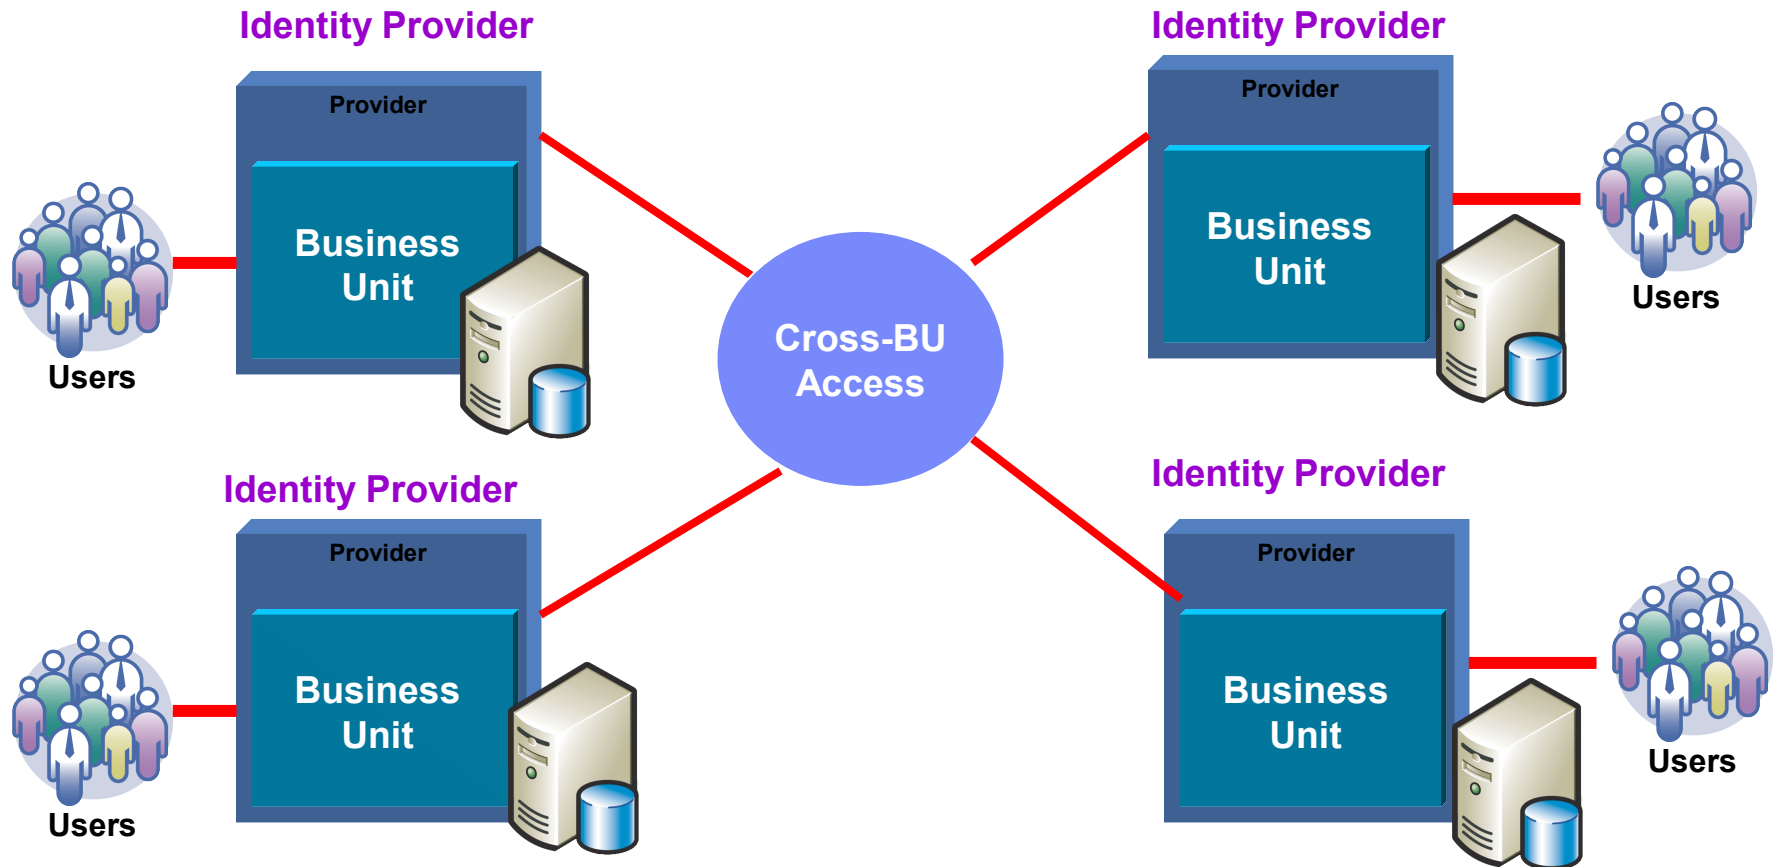 Identity Provider
Provider
Business
Unit
Users
Identity Provider
Provider
Business
Unit
Users
Cross-BU
Access
Identity Provider
Provider
Business
Unit
Users
Identity Provider
Provider
Business
Unit
Users